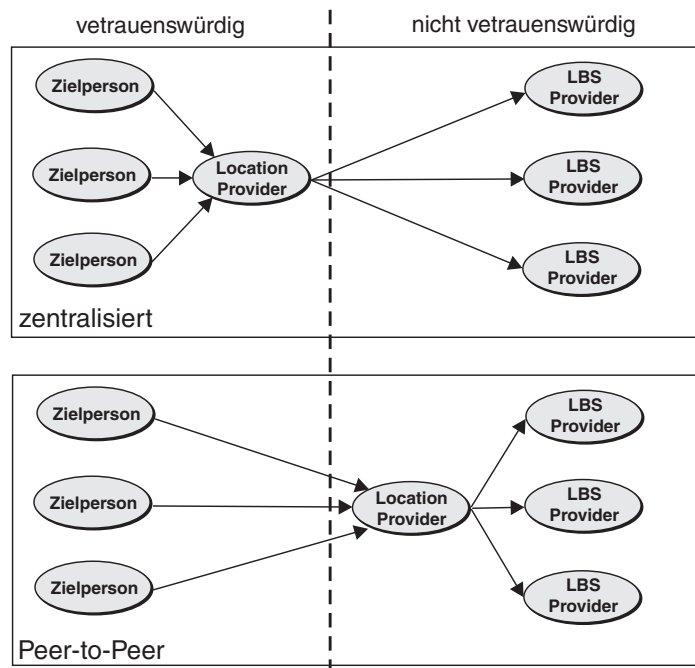 vetrauenswürdig
nicht vetrauenswürdig
Zielperson
Zielperson
Zielperson
Location
Provider
LBS
Provider
LBS
Provider
LBS
Provider
zentralisiert
Zielperson
Zielperson
Zielperson
Location
Provider
LBS
Provider
LBS
Provider
LBS
Provider
Peer-to-Peer